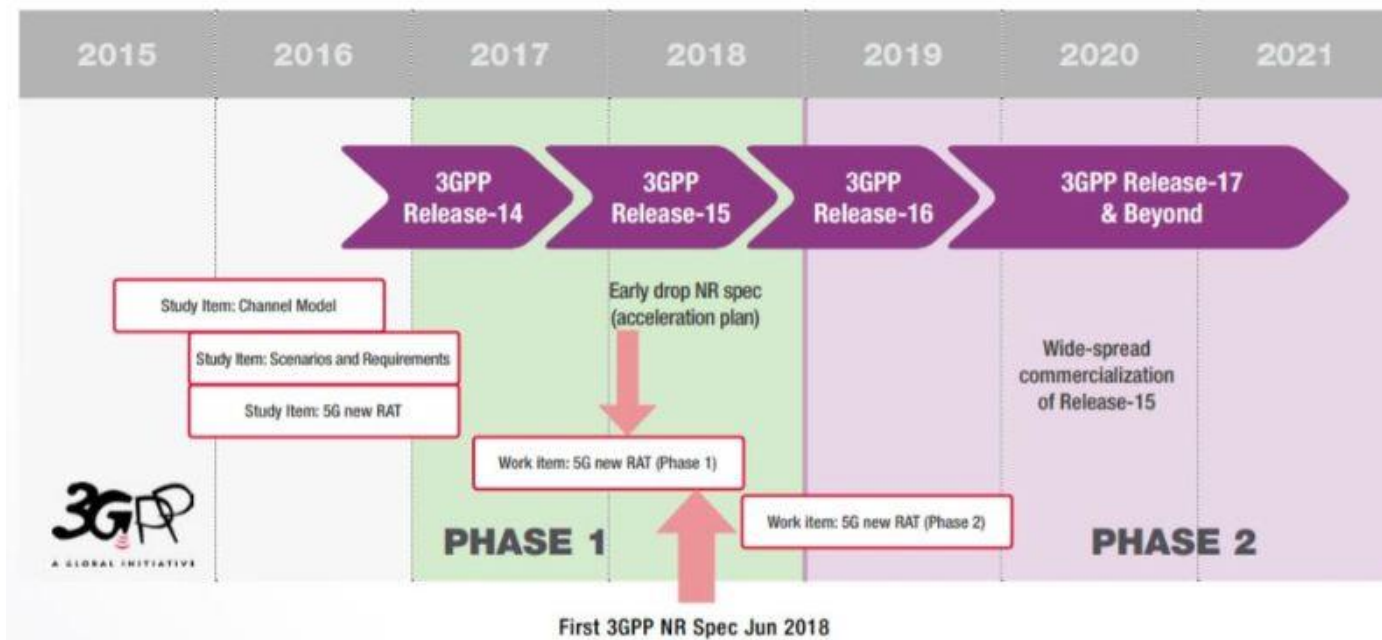 2015 2016 2017 2018 2019 2020 2021
3GPP
Release-14
3GPP
Release-15
3GPP
Release-16
3GPP Release-17
& Beyond
Study Item: Channel Model
Study Item: Scenarios and Requirements
Study Item: 5G new RAT
Early drop NR spec
(acceleration plan)
Wide-spread
commercialization
of Release-15
Work item: 5G new RAT (Phase 1)
Work item: 5G new RAT (Phase 2)
3GPP
A GLOBAL INITIATIVE
PHASE 1
PHASE 2
First 3GPP NR Spec Jun 2018